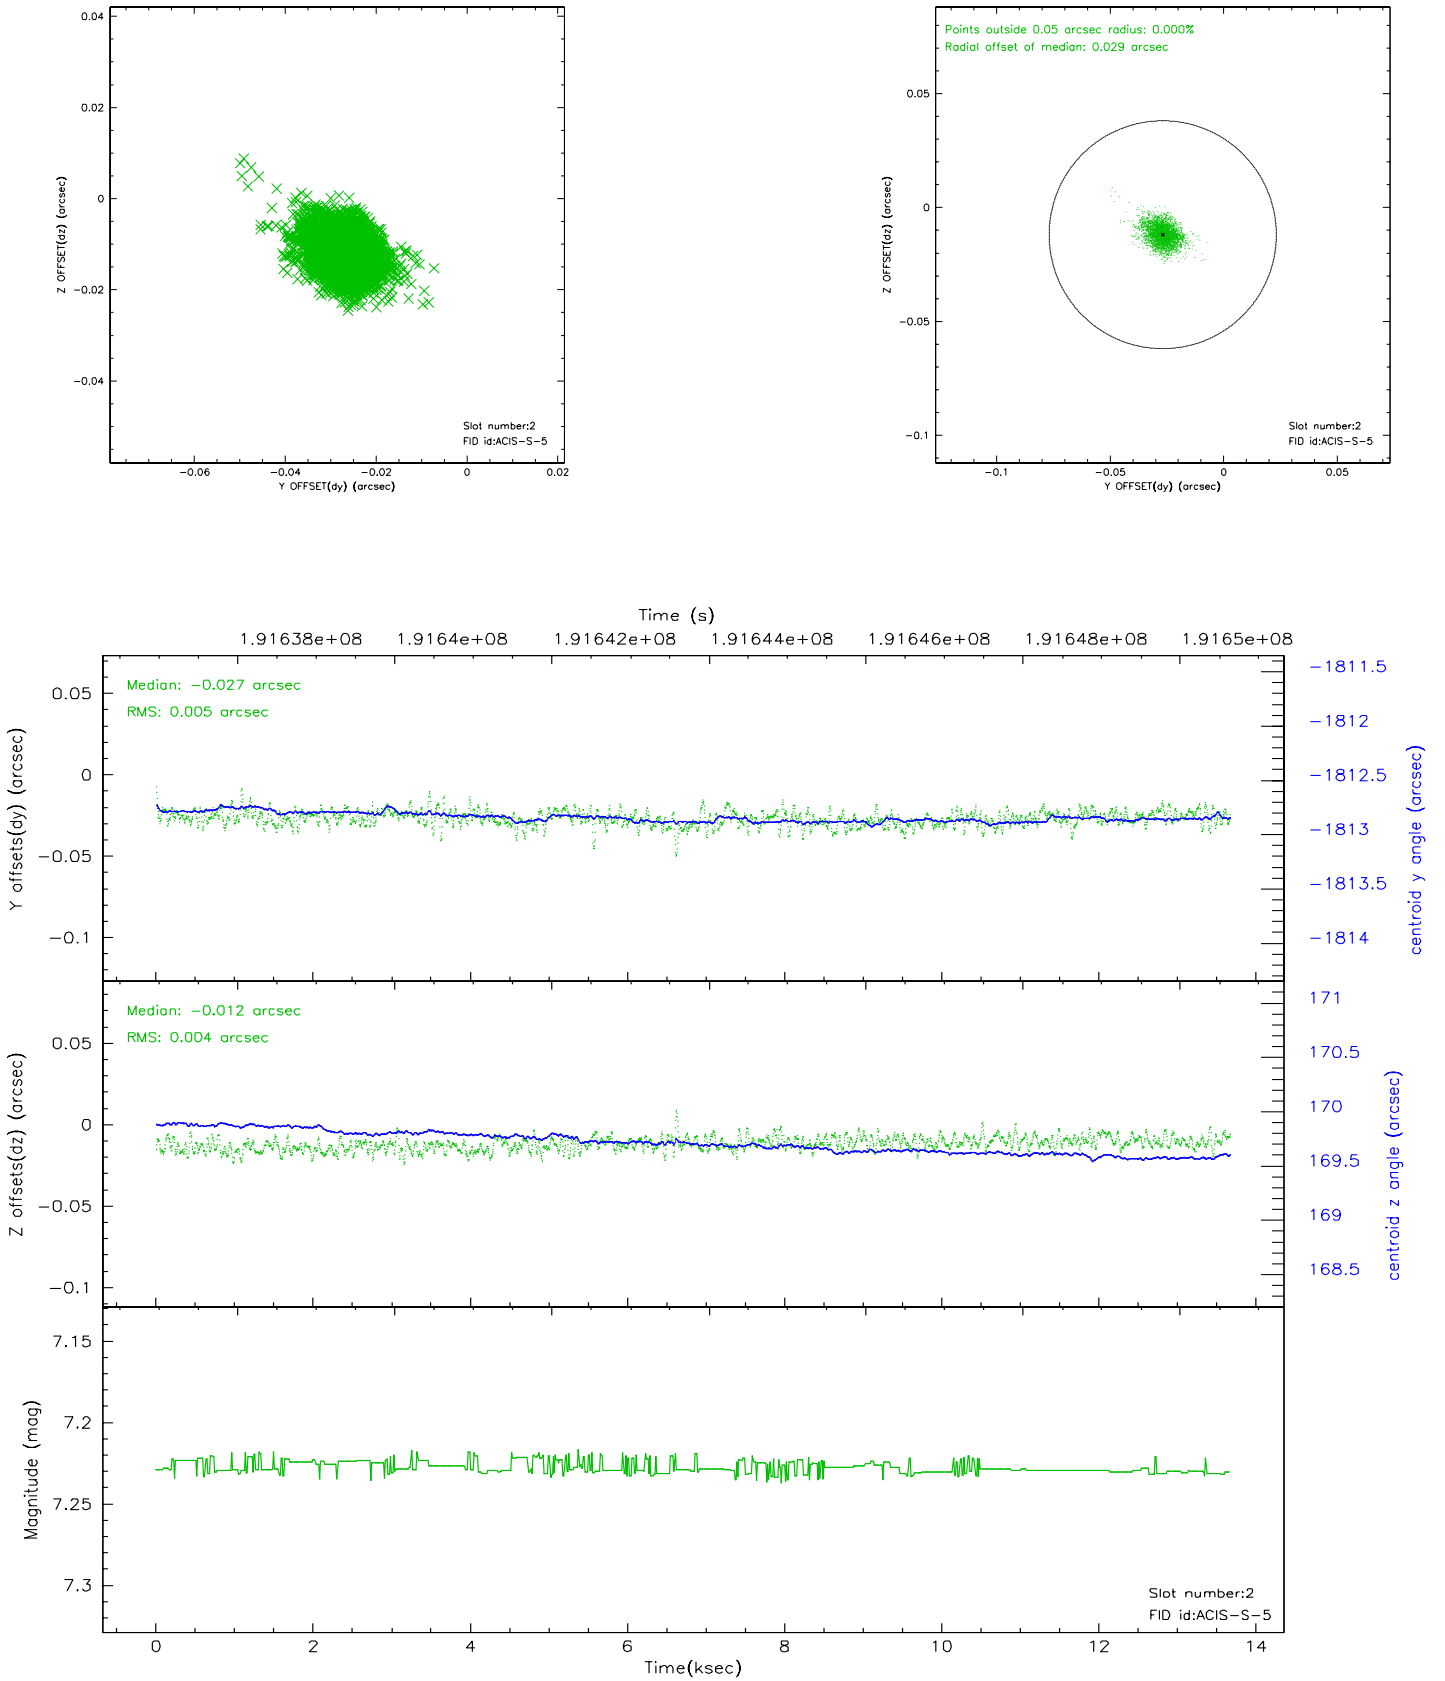 0.04
0.02
0
−0.02
−0.04
Z OFFSET(dz) (arcsec)
Slot number:2
FID id:ACIS−S−5
−0.06 −0.04 −0.02 0 0.02
Y OFFSET(dy) (arcsec)
Points outside 0.05 arcsec radius: 0.000%
Radial offset of median: 0.029 arcsec
0.05
0
−0.05
−0.1
Z OFFSET(dz) (arcsec)
Slot number:2
FID id:ACIS−S−5
−0.1 −0.05 0 0.05
Y OFFSET(dy) (arcsec)
Time (s)
1.91638e+08 1.9164e+08 1.91642e+08 1.91644e+08 1.91646e+08 1.91648e+08 1.9165e+08
Median: −0.027 arcsec
RMS: 0.005 arcsec
0.05
0
−0.05
−0.1
Y offsets(dy) (arcsec)
−1811.5
−1812
−1812.5
−1813
−1813.5
−1814
centroid y angle (arcsec)
Median: −0.012 arcsec
RMS: 0.004 arcsec
0.05
0
−0.05
−0.1
Z offsets(dz) (arcsec)
171
170.5
170
169.5
169
168.5
centroid z angle (arcsec)
7.15
7.2
7.25
7.3
Magnitude (mag)
Slot number:2
FID id:ACIS−S−5
0 2 4 6 8 10 12 14
Time(ksec)